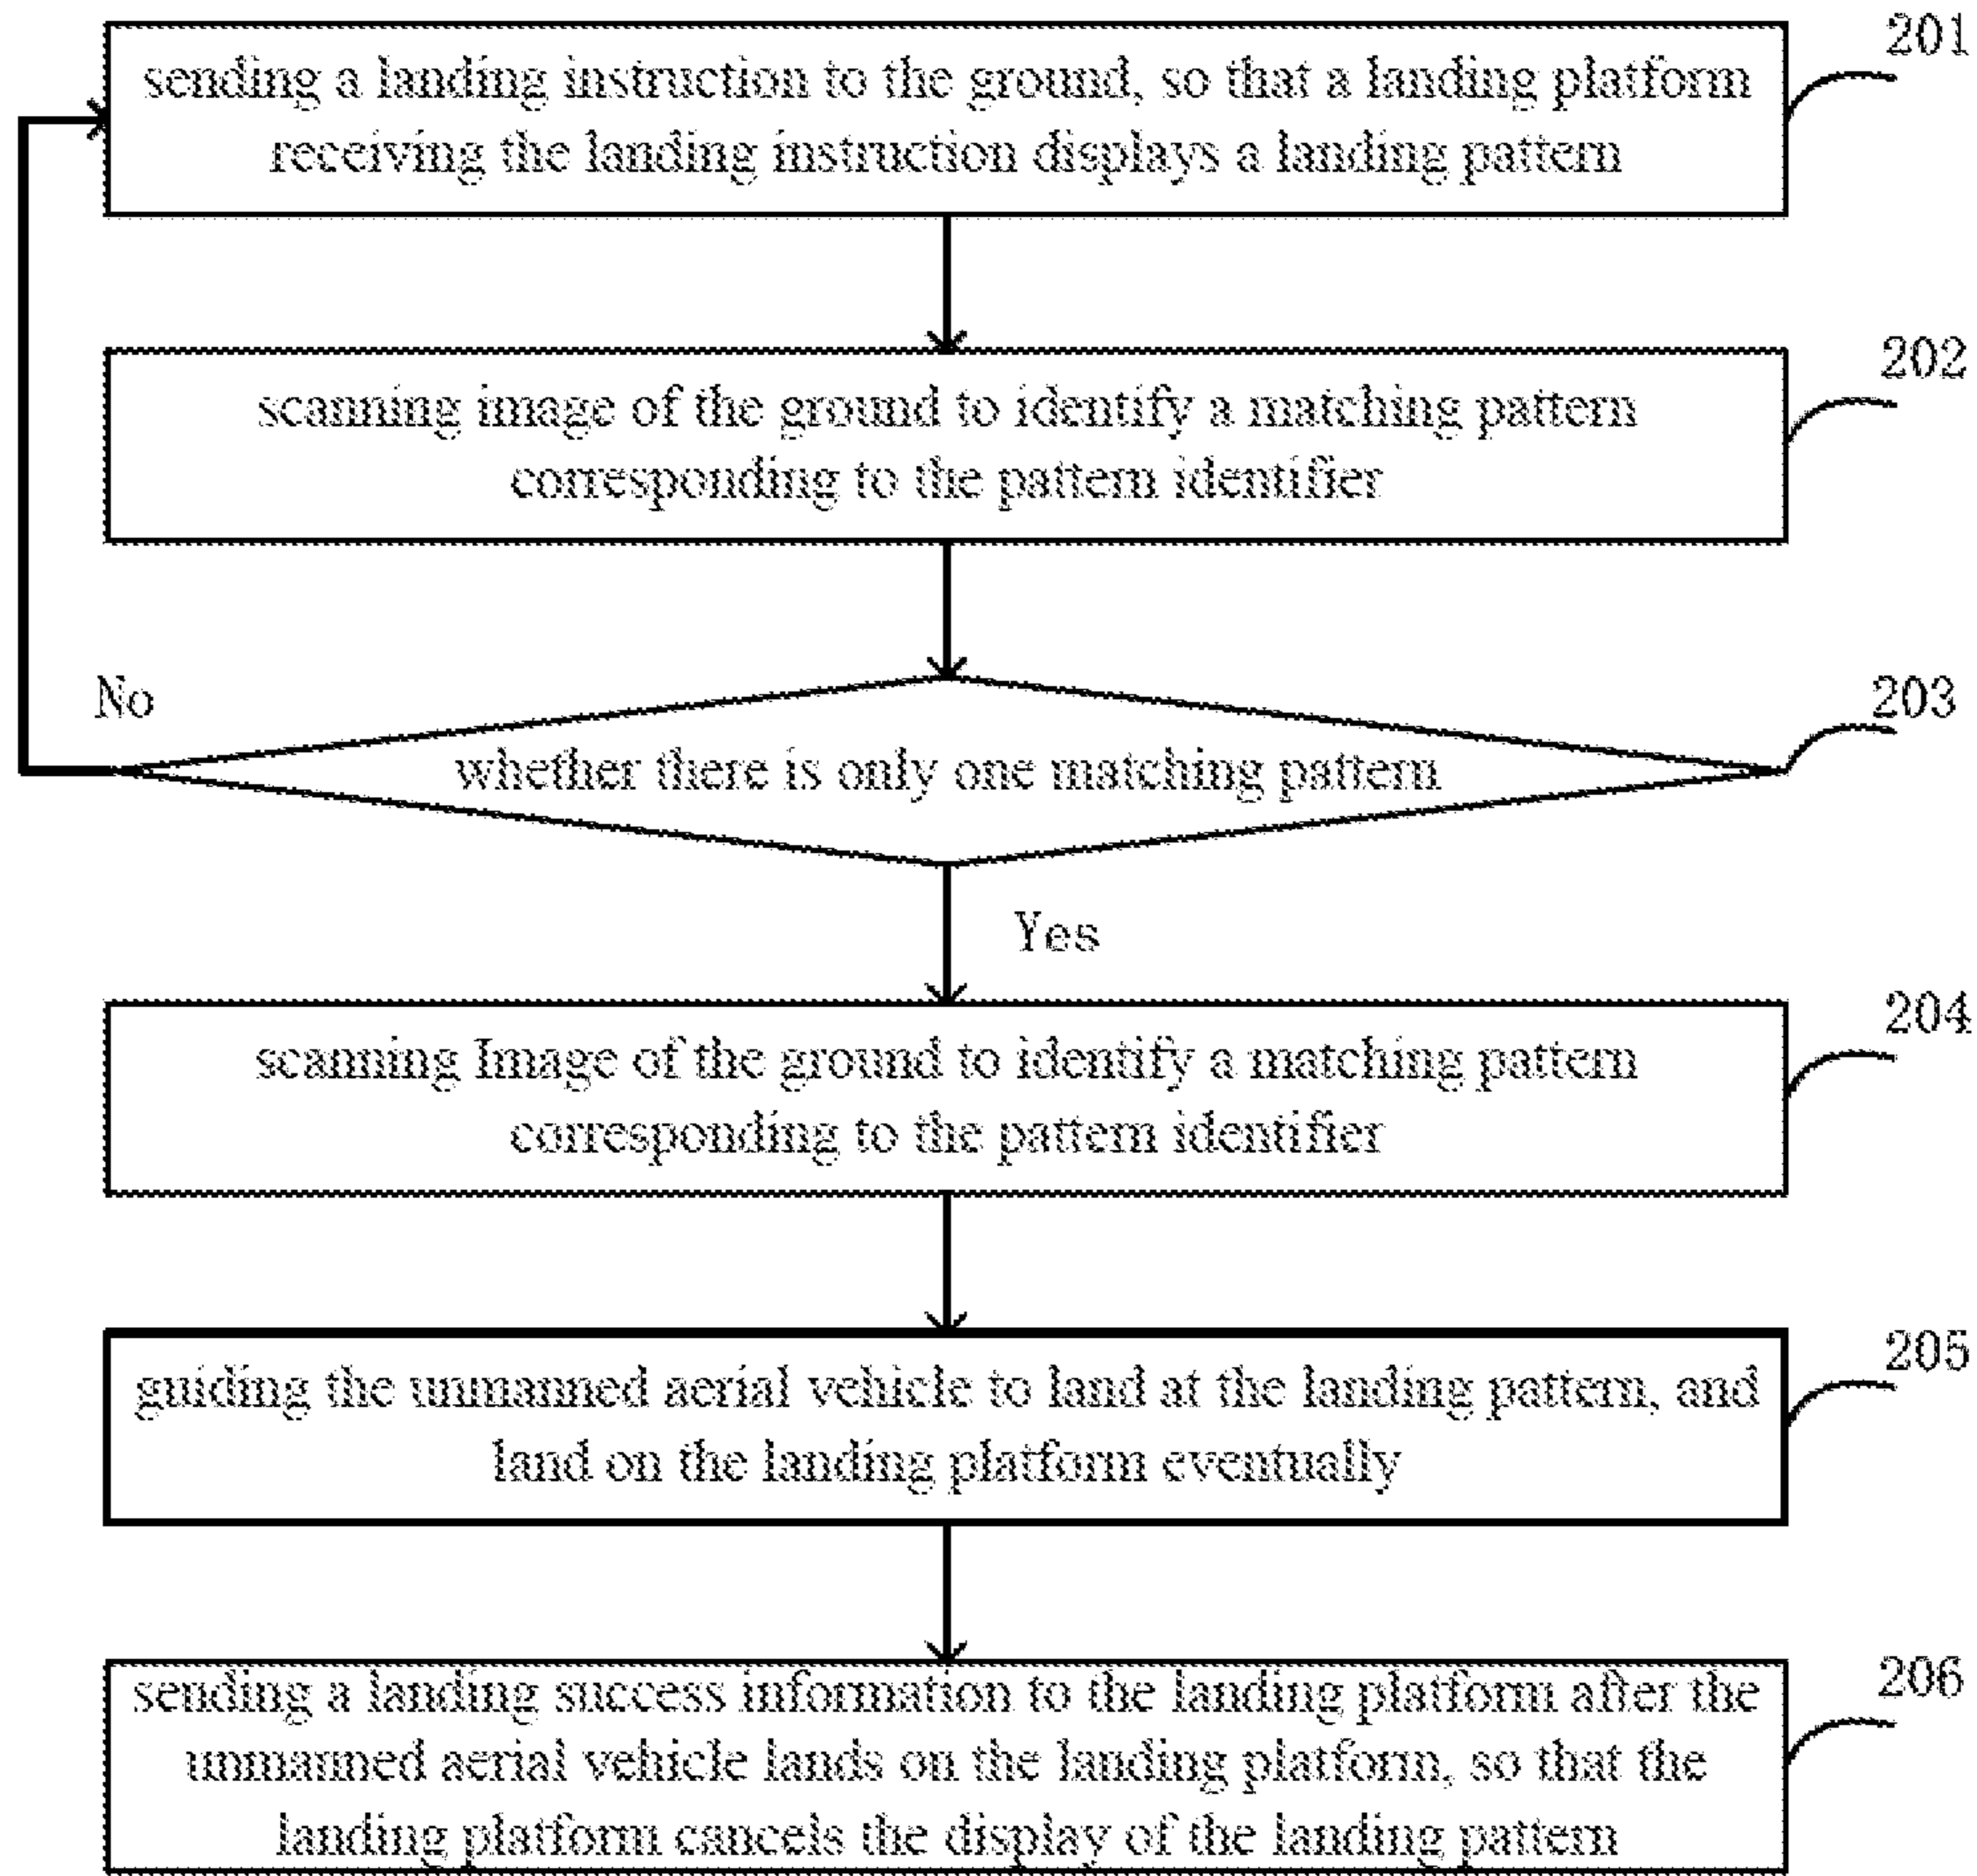 201
sending a landing instruction to the ground, so that a landing platform
receiving the landing instruction displays a landing pattern
202
scanning image of the ground to identify a matching pattern
corresponding to the pattern identifier
203
No
whether there is only one matching pattern
Yes
204
scanning Image of the ground to identify a matching pattern
corresponding to the pattern identifier
205
guiding the unmanned aerial vehicle to land at the landing pattern, and
land on the landing platform eventually
206
sending a landing success information to the landing platform after the
unmanned aerial vehicle lands on the landing platform, so that the
landing platform cancels the display of the landing pattern